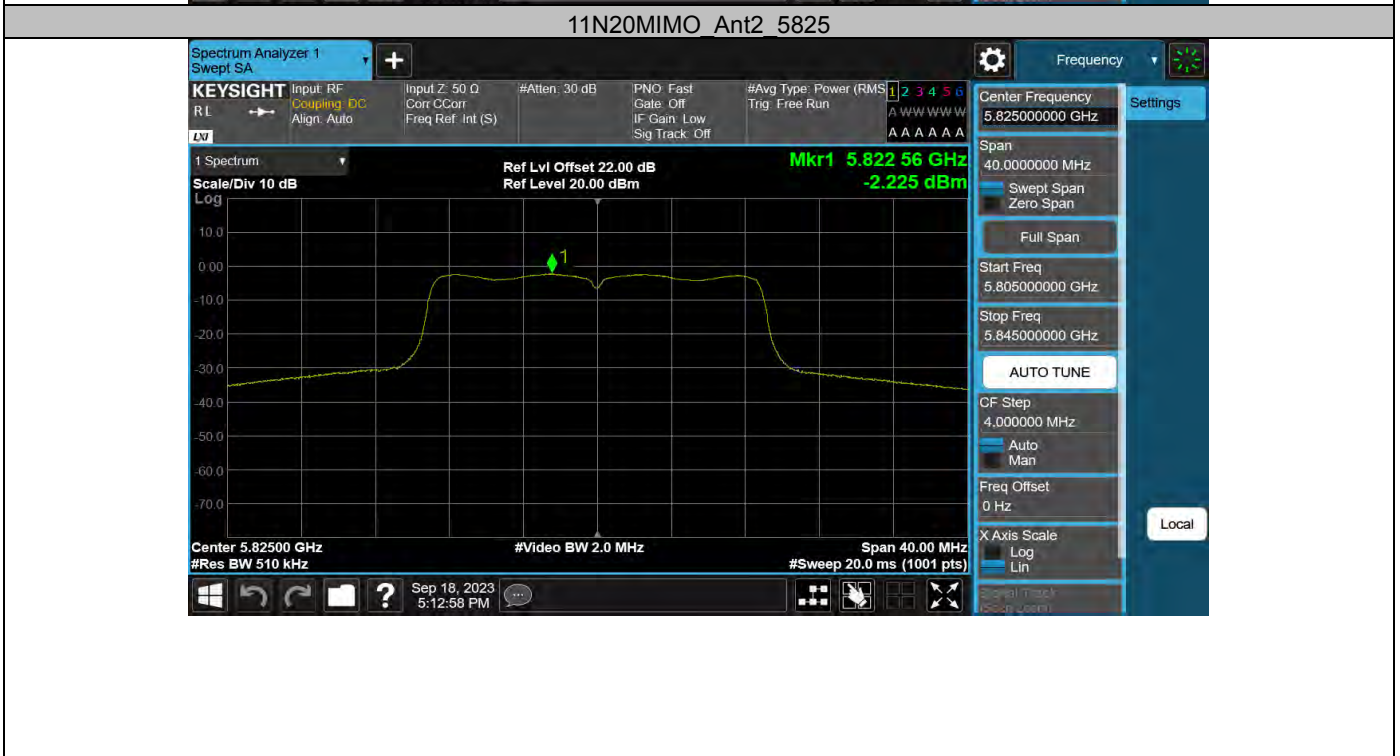 11N20MIMO_Ant2_5825
Spectrum Analyzer 1
Swept SA
Frequency
KEYSIGHT
RL
LXI
Input: RF
Coupling: DC
Align: Auto
Input Z: 50 Ω
Corr CCorr
Freq Ref: Int (S)
#Atten: 30 dB
PNO: Fast
Gate: Off
IF Gain: Low
Sig Track: Off
#Avg Type: Power (RMS
Trig: Free Run
1 2 3 4 5 6
A W W W W W
A A A A A A
Center Frequency
5.825000000 GHz
Settings
1 Spectrum
Scale/Div 10 dB
Ref Lvl Offset 22.00 dB
Ref Level 20.00 dBm
Mkr1 5.822 56 GHz
-2.225 dBm
Span
40.0000000 MHz
Swept Span
Zero Span
Full Span
Start Freq
5.805000000 GHz
Stop Freq
5.845000000 GHz
AUTO TUNE
CF Step
4.000000 MHz
Auto
Man
Freq Offset
0 Hz
X Axis Scale
Log
Lin
Local
Log
10.0
0.00
-10.0
-20.0
-30.0
-40.0
-50.0
-60.0
-70.0
1
Center 5.82500 GHz
#Res BW 510 kHz
#Video BW 2.0 MHz
Span 40.00 MHz
#Sweep 20.0 ms (1001 pts)
Sep 18, 2023
5:12:58 PM
Signal Track
(Span Zoom)